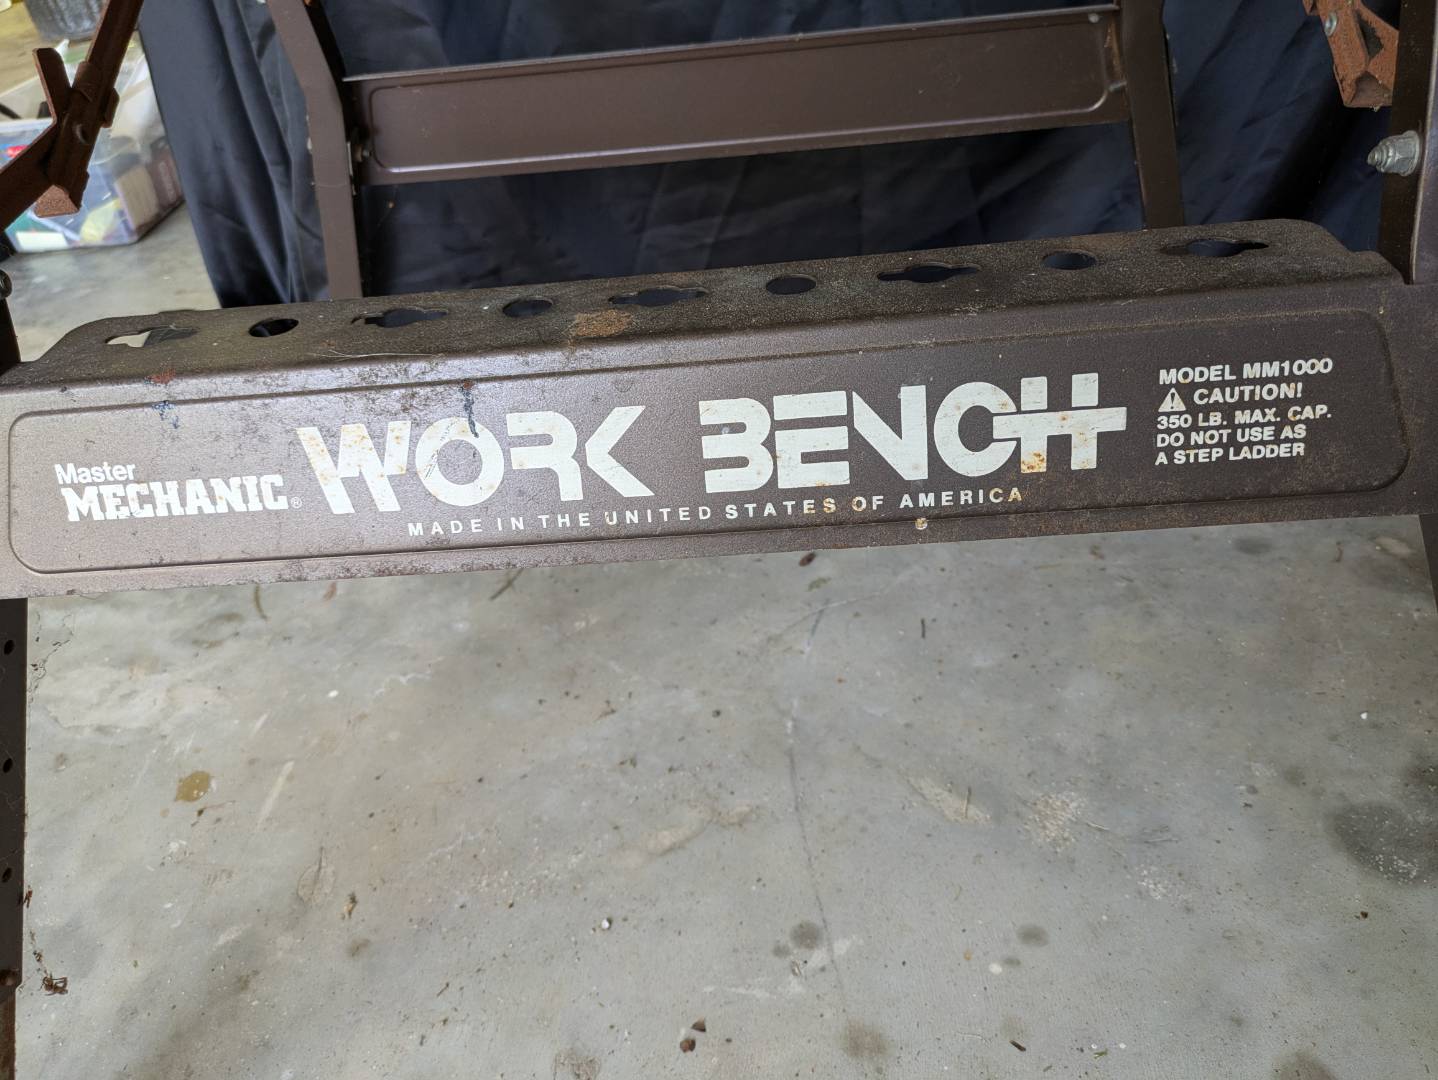 Master
MECHANIC®
WORK BENCH
MADE IN THE UNITED STATES OF AMERICA
MODEL MM1000
⚠ CAUTION!
350 LB. MAX. CAP.
DO NOT USE AS
A STEP LADDER